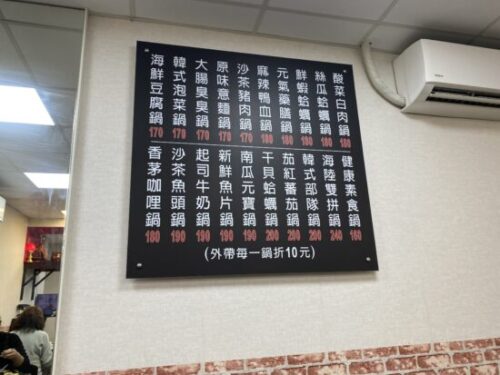 酸菜白肉鍋 180
絲瓜蛤蠣鍋 180
鮮蝦蛤蠣鍋 180
元氣藥膳鍋 180
麻辣鴨血鍋 180
沙茶豬肉鍋 170
原味意麵鍋 170
大腸臭臭鍋 170
韓式泡菜鍋 170
海鮮豆腐鍋 170
健康素食鍋 160
海陸雙拼鍋 240
韓式部隊鍋 200
茄紅蕃茄鍋 200
干貝蛤蠣鍋 200
南瓜元寶鍋 190
新鮮魚片鍋 190
起司牛奶鍋 190
沙茶魚頭鍋 190
香茅咖哩鍋 180
(外帶每一鍋折10元)